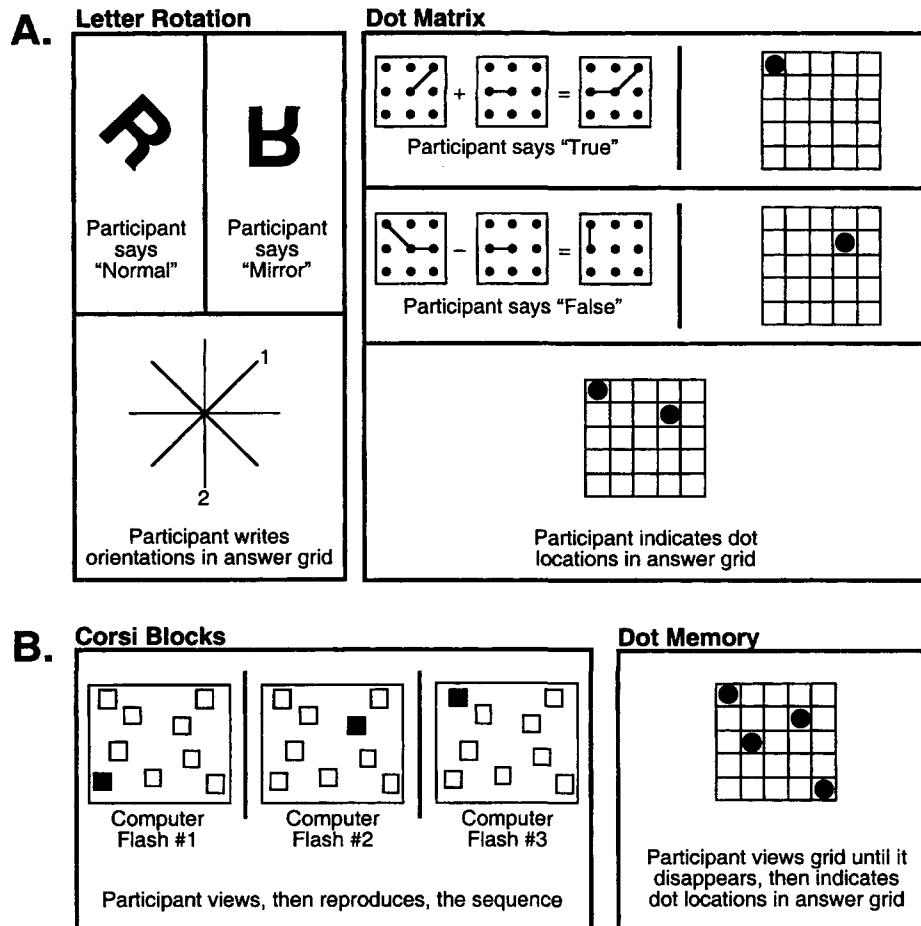 A.
Letter Rotation
R
R
Participant
says
“Normal”
Participant
says
“Mirror”
1
2
Participant writes
orientations in answer grid
Dot Matrix
+
=
Participant says “True”
–
=
Participant says “False”
Participant indicates dot
locations in answer grid
B.
Corsi Blocks
Computer
Flash #1
Computer
Flash #2
Computer
Flash #3
Participant views, then reproduces, the sequence
Dot Memory
Participant views grid until it
disappears, then indicates
dot locations in answer grid